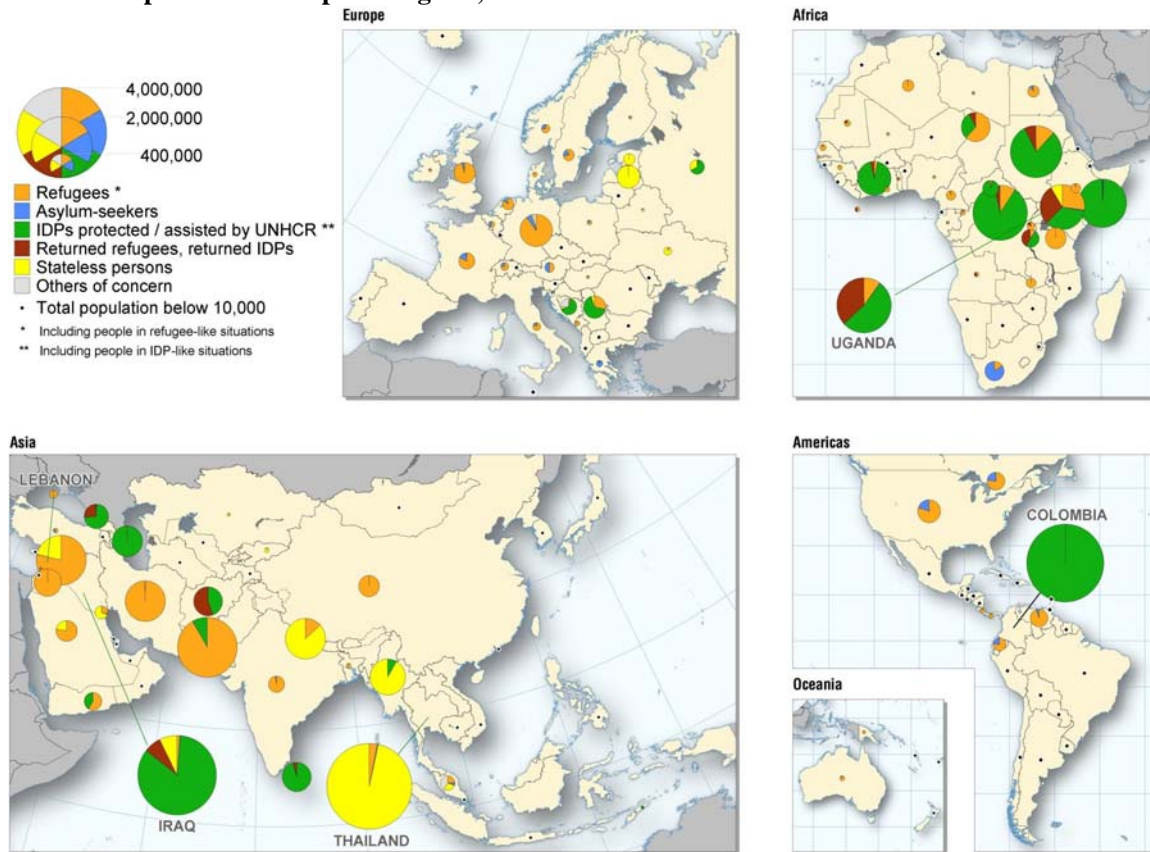 Europe
Africa
4,000,000
2,000,000
400,000
Refugees *
Asylum-seekers
IDPs protected / assisted by UNHCR **
Returned refugees, returned IDPs
Stateless persons
Others of concern
• Total population below 10,000
* Including people in refugee-like situations
** Including people in IDP-like situations
UGANDA
Asia
Americas
LEBANON
COLOMBIA
Oceania
IRAQ
THAILAND